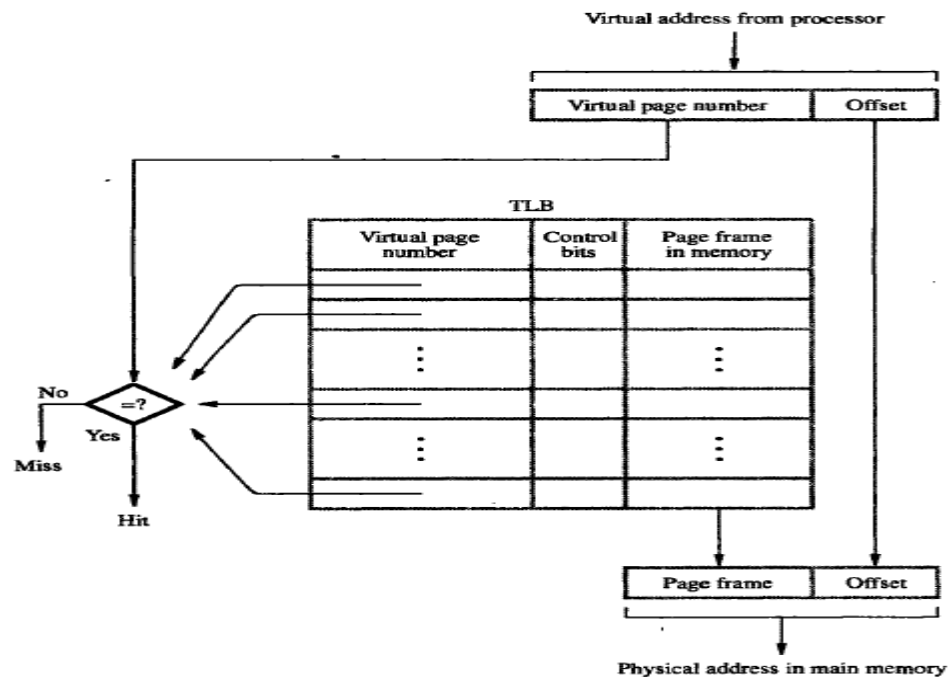 Virtual address from processor
Virtual page number
Offset
TLB
Virtual page
number
Control
bits
Page frame
in memory
No
=?
Yes
Miss
Hit
Page frame
Offset
Physical address in main memory